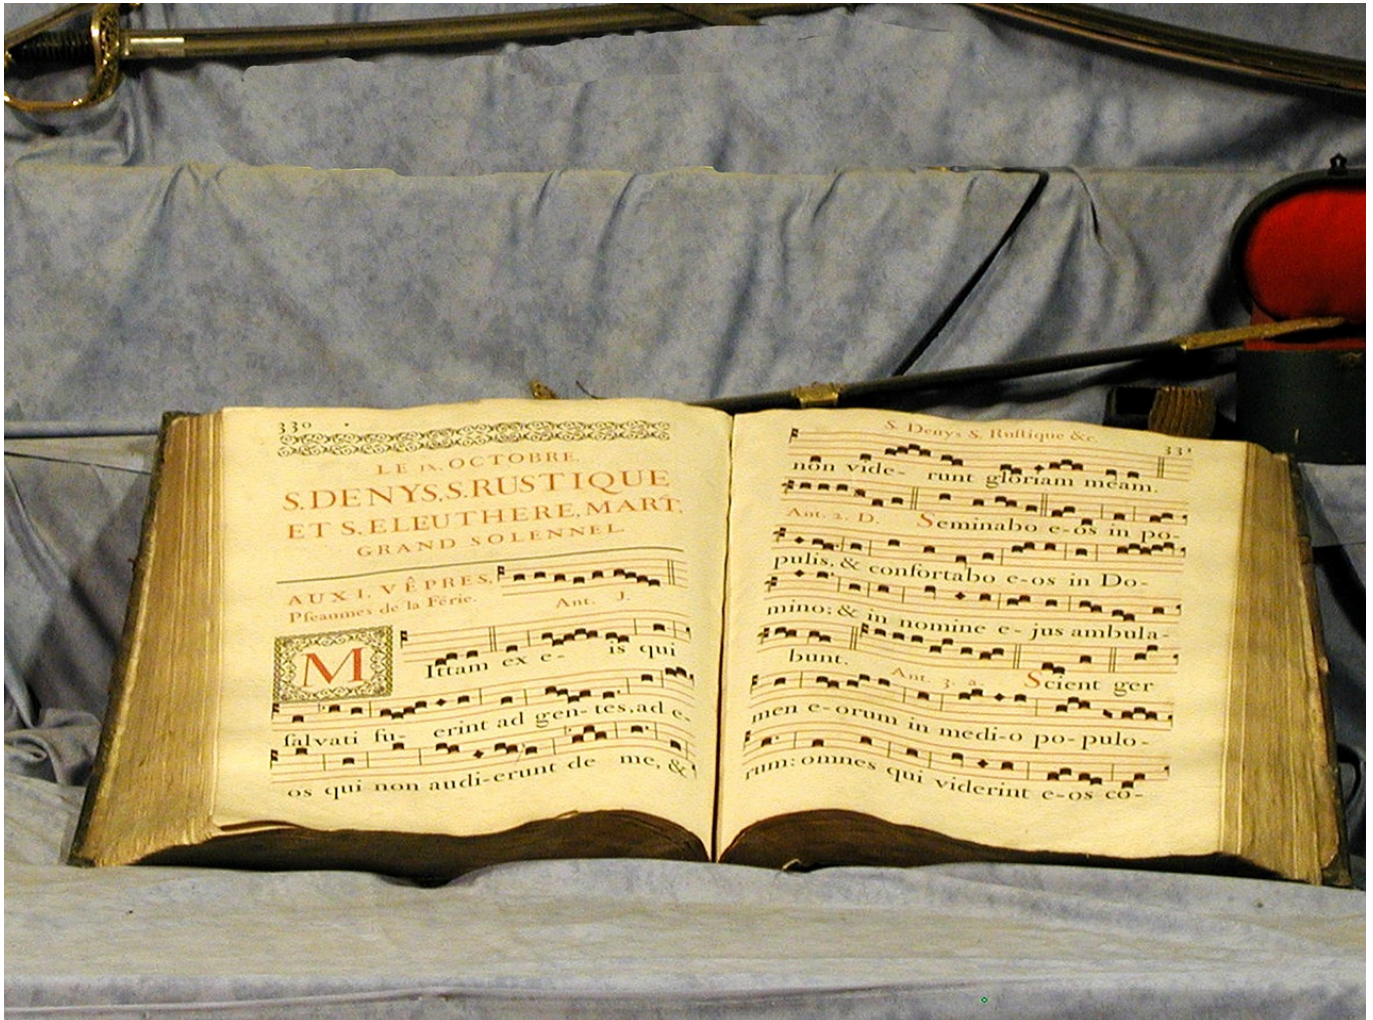 330
LE IX. OCTOBRE,
S. DENYS, S. RUSTIQUE
ET S. ELEUTHERE, MART,
GRAND SOLENNEL.
AUX I. VÊPRES,
Pſeaumes de la Férie.
Ant. J.
MIttam ex e- is qui
ſalvati fu- erint ad gen-tes, ad e-
os qui non audi-erunt de me, &
S. Denys S. Ruſtique &c. 331
non vide- runt gloriam meam.
Ant. 2. D. Seminabo e-os in po-
pulis, & confortabo e-os in Do-
mino; & in nomine e-jus ambula-
bunt. Ant. 3. a. Scient ger
men e-orum in medi-o po-pulo-
rum: omnes qui viderint e-os co-